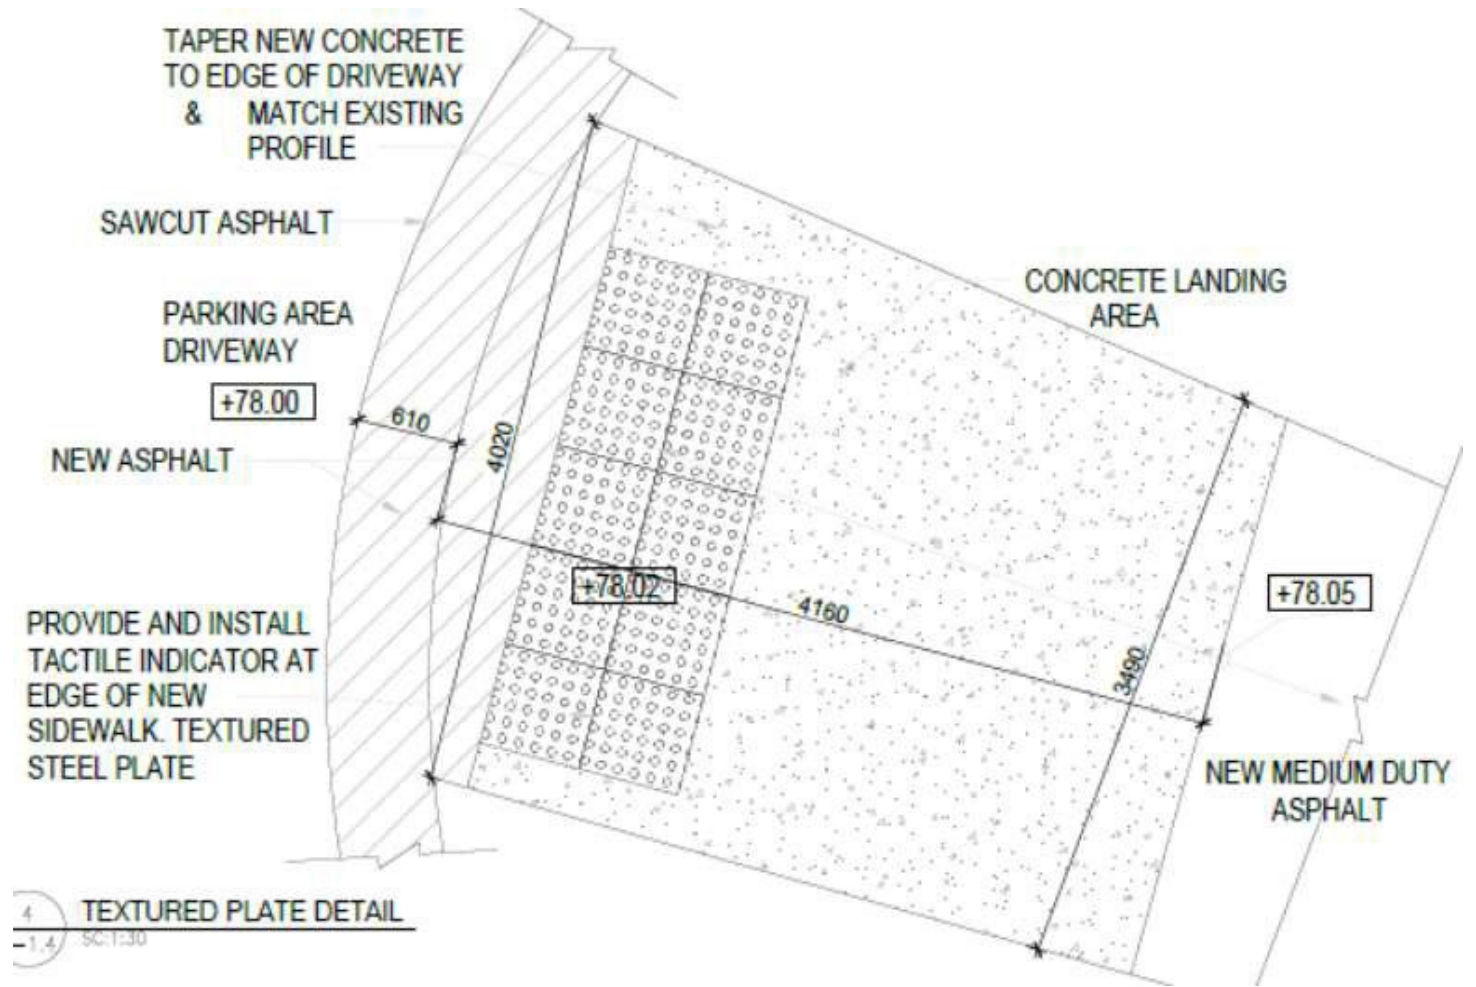 TAPER NEW CONCRETE
TO EDGE OF DRIVEWAY
& MATCH EXISTING
PROFILE
SAWCUT ASPHALT
CONCRETE LANDING
AREA
PARKING AREA
DRIVEWAY
+78.00
610
4020
NEW ASPHALT
+78.02
4160
+78.05
3490
PROVIDE AND INSTALL
TACTILE INDICATOR AT
EDGE OF NEW
SIDEWALK. TEXTURED
STEEL PLATE
NEW MEDIUM DUTY
ASPHALT
4
-1.4
TEXTURED PLATE DETAIL
SC:1:30